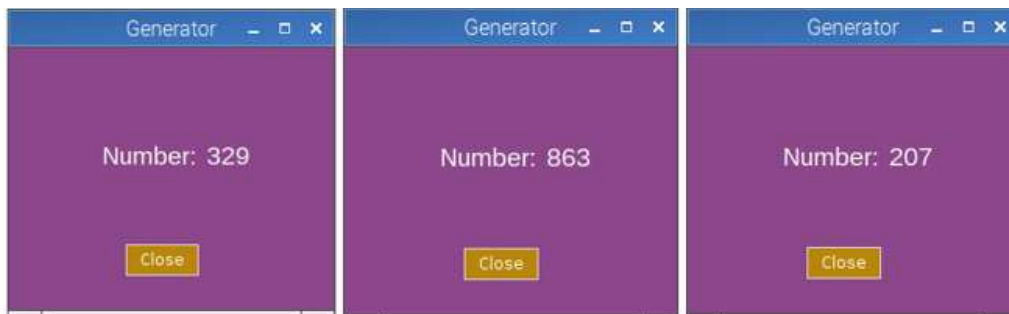 Generator
Number: 329
Close
Generator
Number: 863
Close
Generator
Number: 207
Close